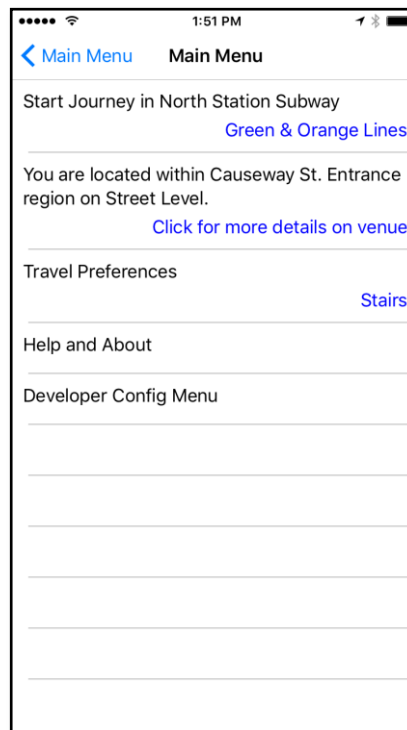 1:51 PM
Main Menu Main Menu
Start Journey in North Station Subway
Green & Orange Lines
You are located within Causeway St. Entrance
region on Street Level.
Click for more details on venue
Travel Preferences
Stairs
Help and About
Developer Config Menu